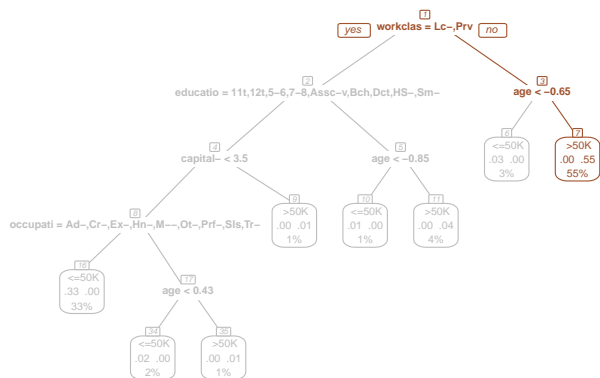 1
yes workclas = Lc-,Prv no
2
educatio = 11t,12t,5-6,7-8,Assc-v,Bch,Dct,HS-,Sm-
3
age < -0.65
4
capital- < 3.5
5
age < -0.85
6
<=50K
.03 .00
3%
7
>50K
.00 .55
55%
8
occupati = Ad-,Cr-,Ex-,Hn-,M--,Ot-,Prf-,Sls,Tr-
9
>50K
.00 .01
1%
10
<=50K
.01 .00
1%
11
>50K
.00 .04
4%
16
<=50K
.33 .00
33%
17
age < 0.43
34
<=50K
.02 .00
2%
35
>50K
.00 .01
1%